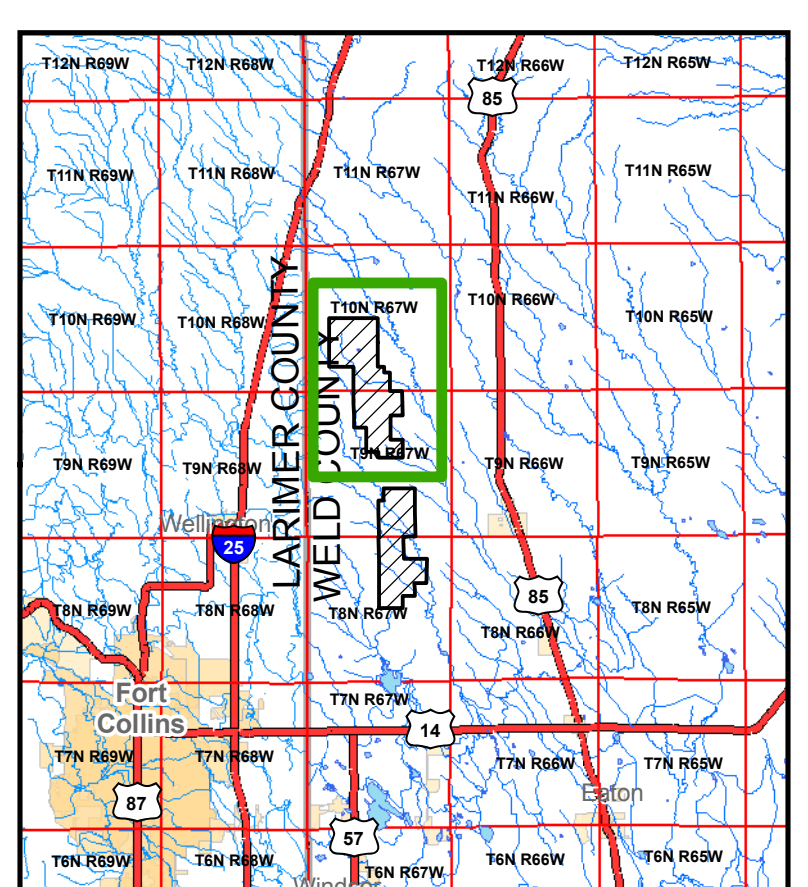 T12N R69W
T12N R68W
T12N R66W
T12N R65W
85
T11N R69W
T11N R68W
T11N R67W
T11N R66W
T11N R65W
LARIMER COUNTY
WELD COUNTY
T10N R69W
T10N R68W
T10N R67W
T10N R66W
T10N R65W
T9N R69W
T9N R68W
T9N R67W
T9N R66W
T9N R65W
Wellington
25
85
T8N R69W
T8N R68W
T8N R67W
T8N R66W
T8N R65W
Fort
Collins
T7N R67W
14
T7N R69W
T7N R68W
T7N R66W
T7N R65W
87
Eaton
57
T6N R69W
T6N R68W
T6N R67W
T6N R66W
T6N R65W
Windsor